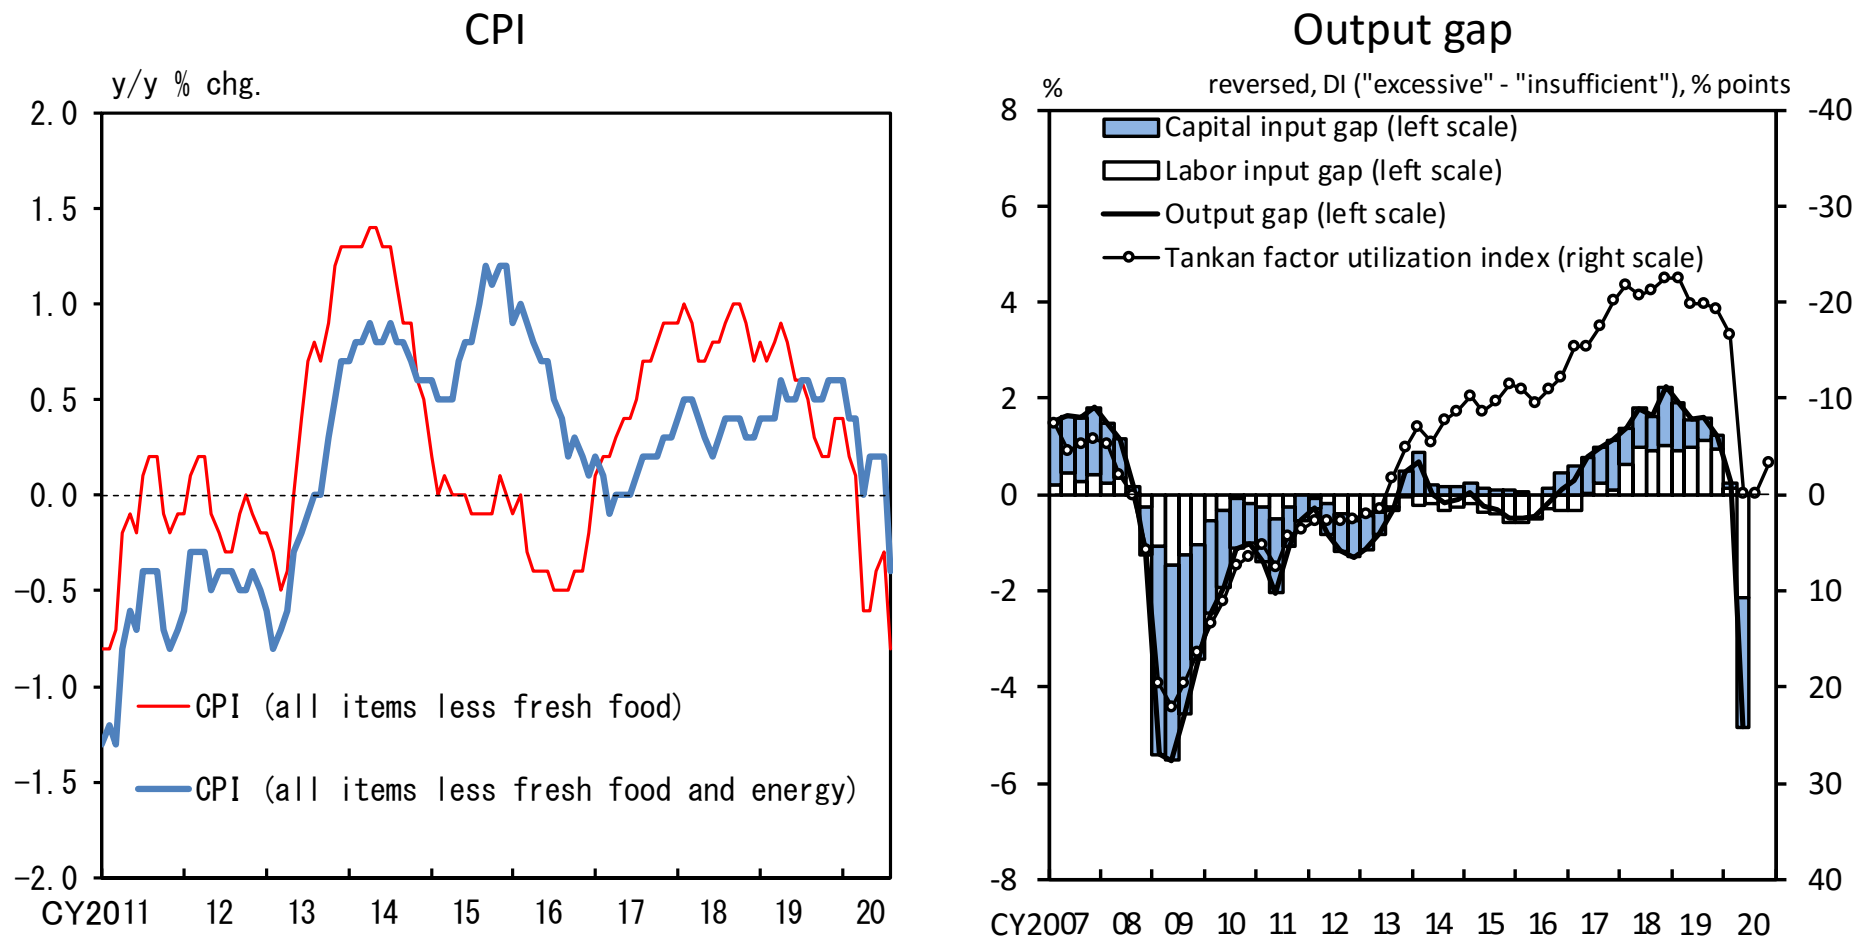 CPI
y/y % chg.
2.0
1.5
1.0
0.5
0.0
-0.5
-1.0
-1.5
-2.0
CPI (all items less fresh food)
CPI (all items less fresh food and energy)
CY2011 12 13 14 15 16 17 18 19 20
Output gap
% reversed, DI ("excessive" - "insufficient"), % points
8 -40
6 -30
4 -20
2 -10
0 0
-2 10
-4 20
-6 30
-8 40
Capital input gap (left scale)
Labor input gap (left scale)
Output gap (left scale)
Tankan factor utilization index (right scale)
CY2007 08 09 10 11 12 13 14 15 16 17 18 19 20